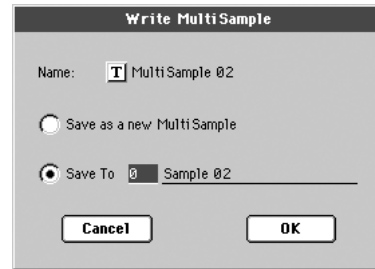 Write MultiSample
Name: T MultiSample 02
Save as a new MultiSample
Save To 0 Sample 02
Cancel OK